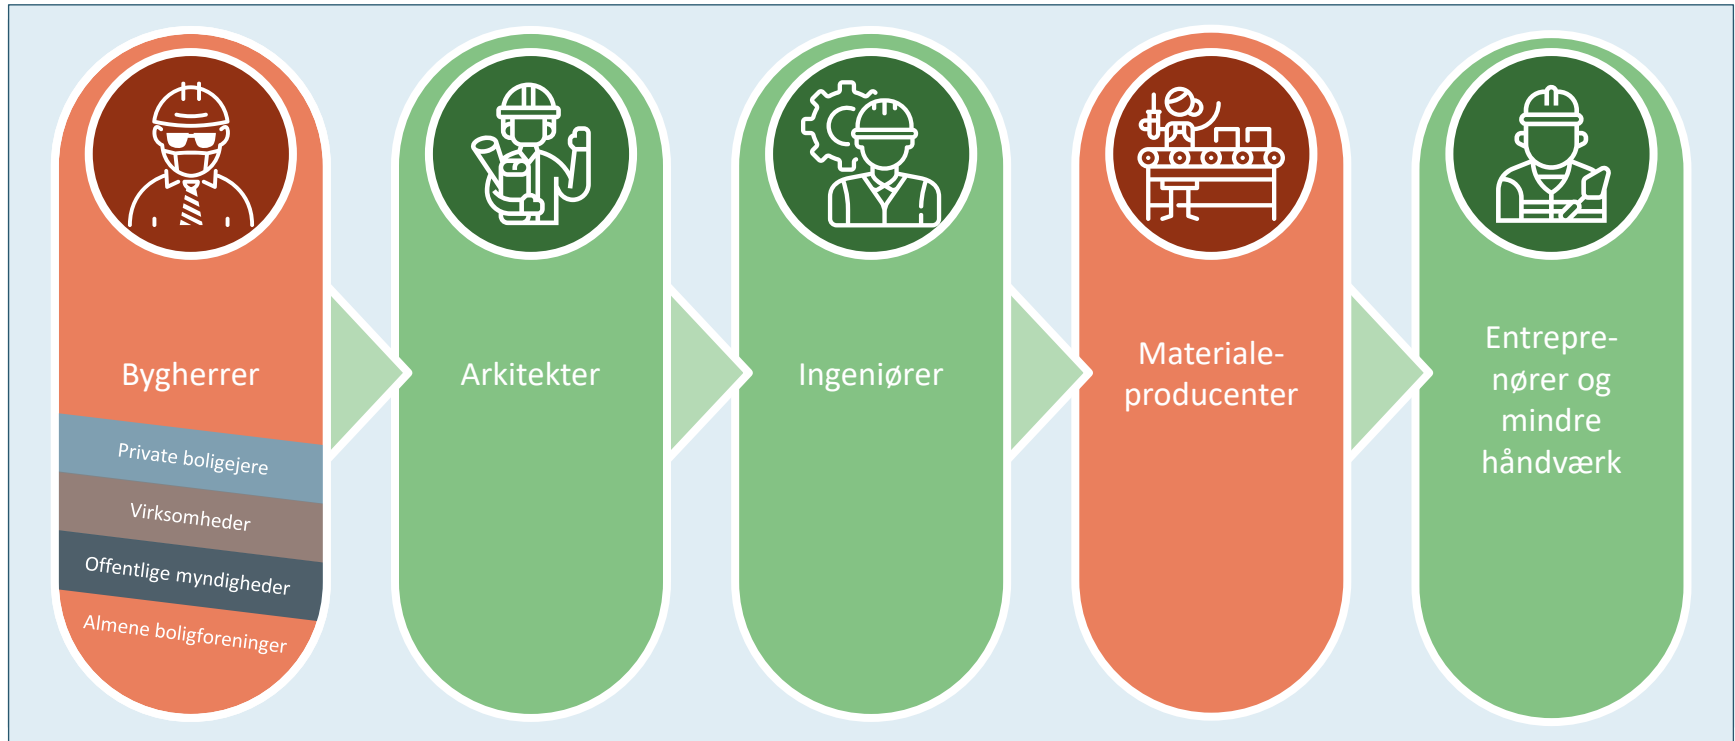 Bygherrer
Private boligejere
Virksomheder
Offentlige myndigheder
Almene boligforeninger
Arkitekter
Ingeniører
Materiale-
producenter
Entrepre-
nører og
mindre
håndværk